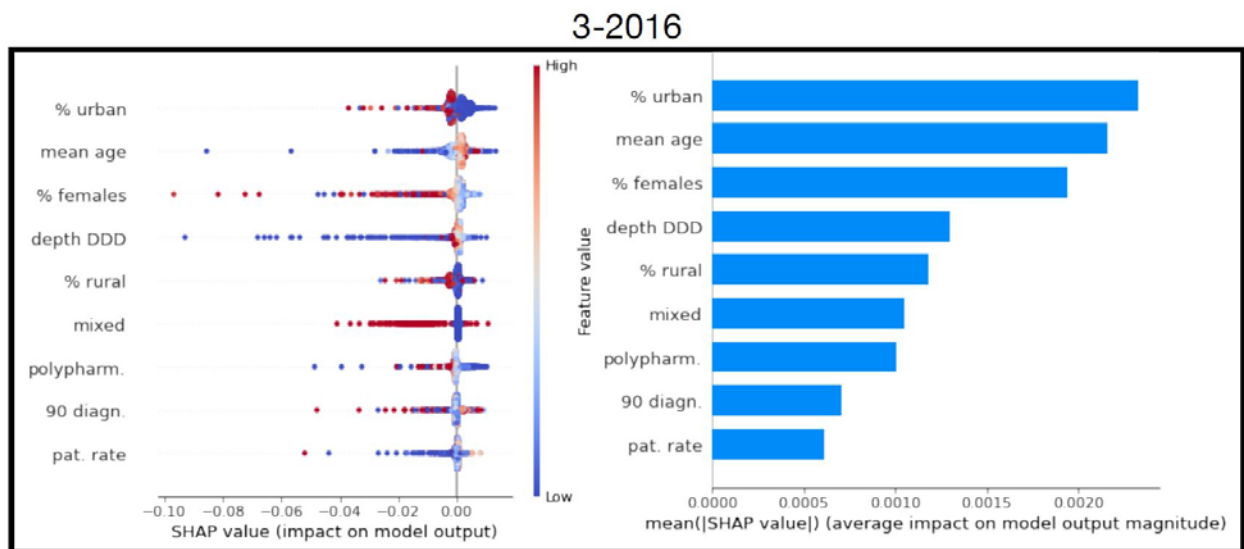 3-2016
High
% urban
mean age
% females
depth DDD
% rural
mixed
polypharm.
90 diagn.
pat. rate
Low
−0.10 −0.08 −0.06 −0.04 −0.02 0.00
SHAP value (impact on model output)
Feature value
% urban
mean age
% females
depth DDD
% rural
mixed
polypharm.
90 diagn.
pat. rate
0.0000 0.0005 0.0010 0.0015 0.0020
mean(|SHAP value|) (average impact on model output magnitude)